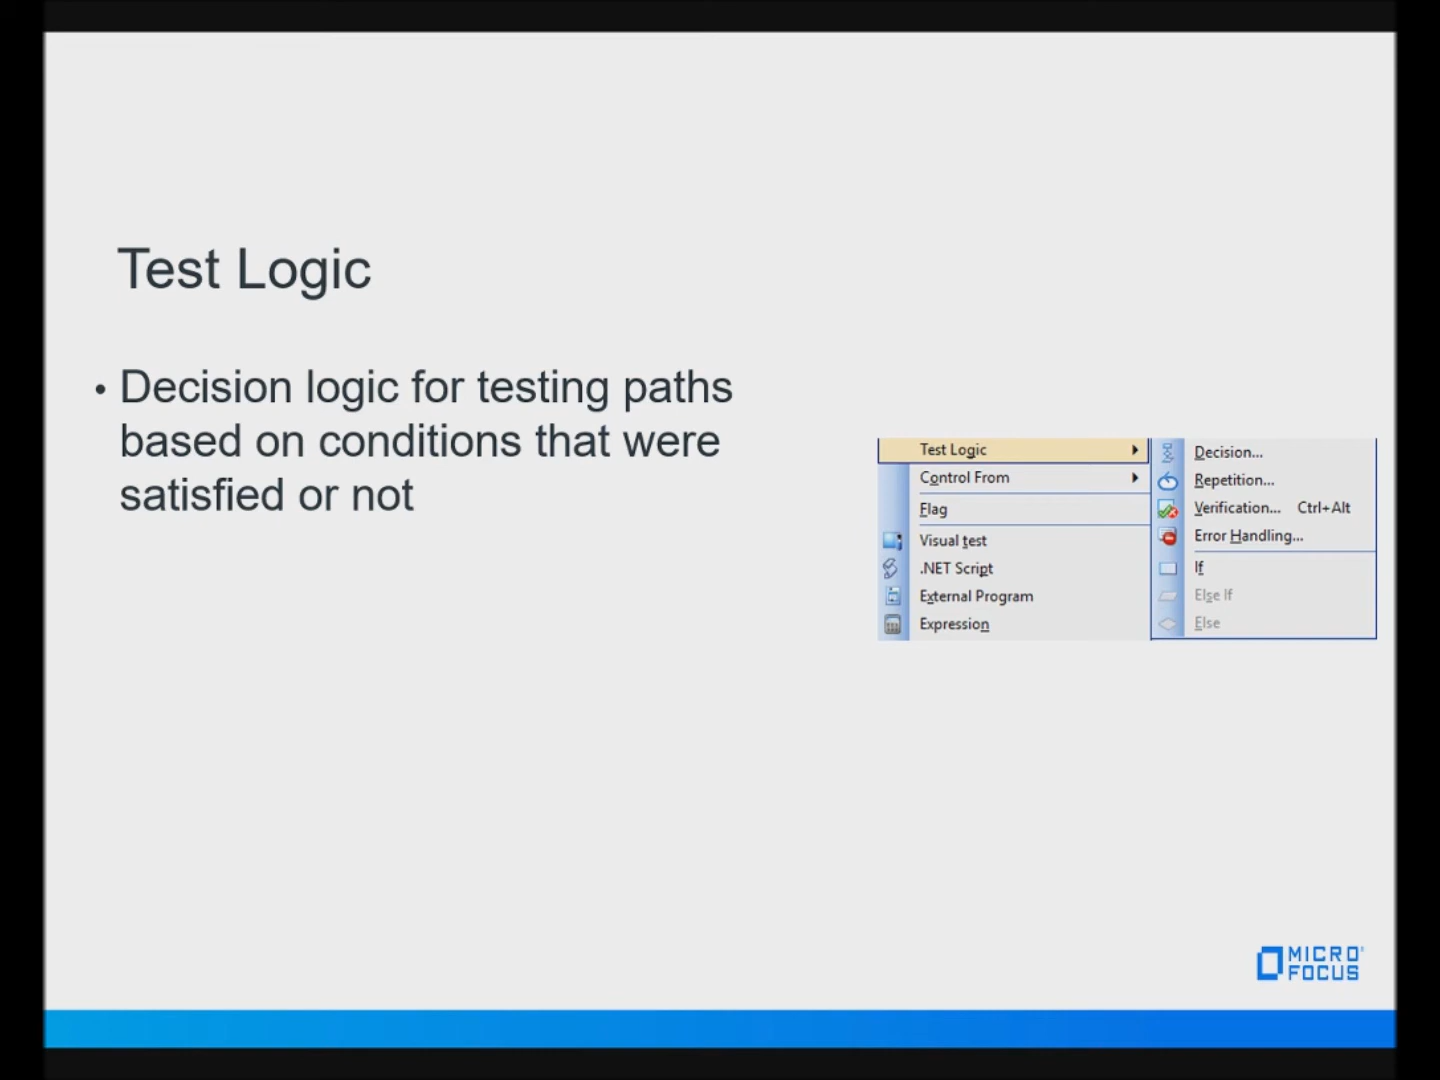 Test Logic
• Decision logic for testing paths
based on conditions that were
satisfied or not
Test Logic
Control From
Flag
Visual test
.NET Script
External Program
Expression
Decision...
Repetition...
Verification... Ctrl+Alt
Error Handling...
If
Else If
Else
MICRO
FOCUS